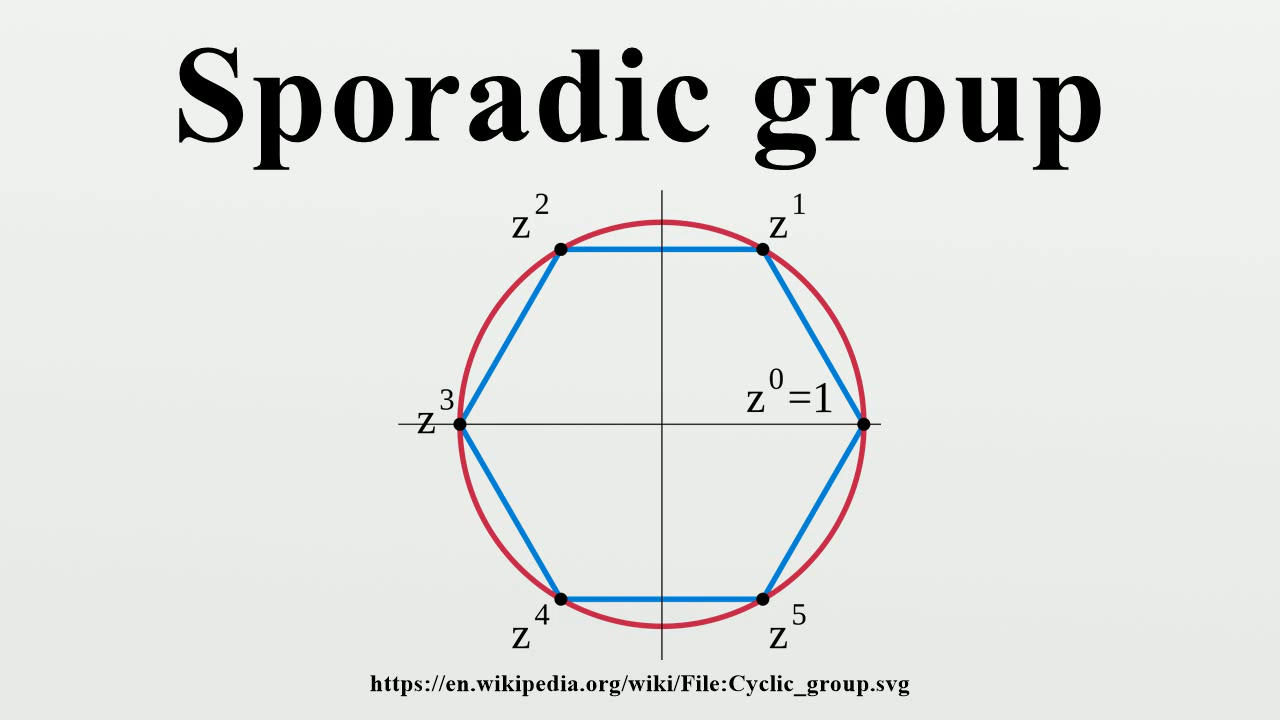 Sporadic group
z² z¹
z³ z⁰=1
z⁴ z⁵
https://en.wikipedia.org/wiki/File:Cyclic_group.svg